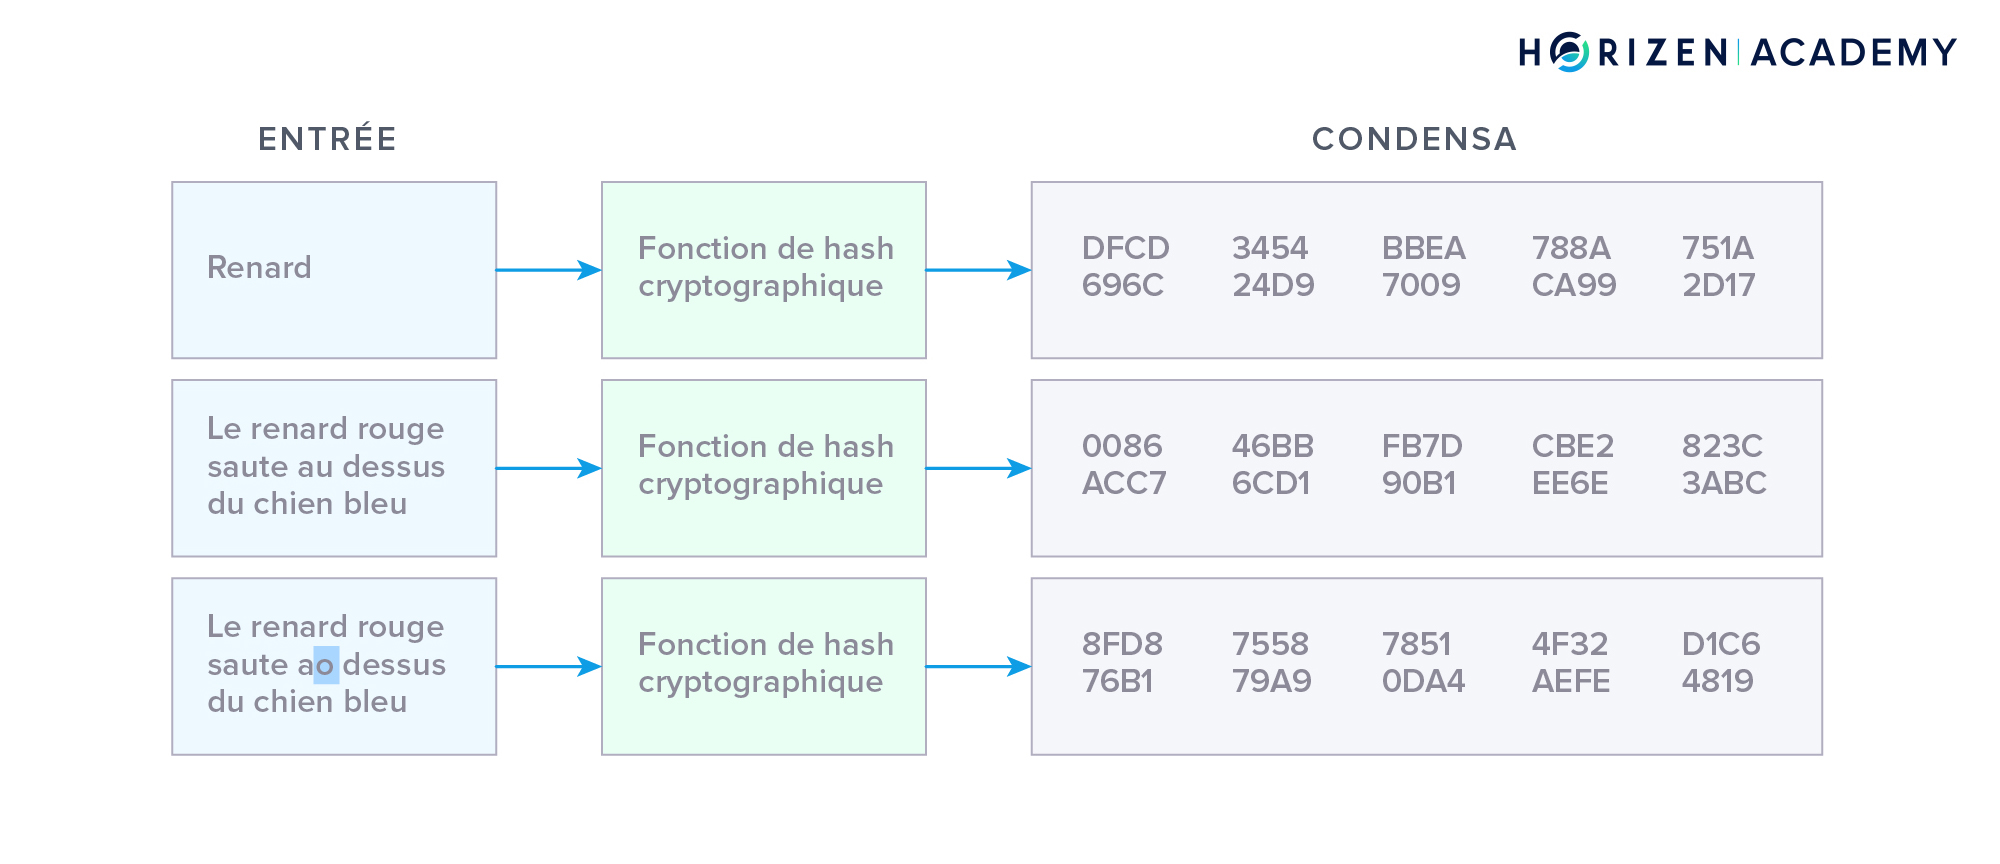 HORIZEN ACADEMY
ENTRÉE
CONDENSA
Renard
Fonction de hash
cryptographique
DFCD 3454 BBEA 788A 751A
696C 24D9 7009 CA99 2D17
Le renard rouge
saute au dessus
du chien bleu
Fonction de hash
cryptographique
0086 46BB FB7D CBE2 823C
ACC7 6CD1 90B1 EE6E 3ABC
Le renard rouge
saute ao dessus
du chien bleu
Fonction de hash
cryptographique
8FD8 7558 7851 4F32 D1C6
76B1 79A9 0DA4 AEFE 4819